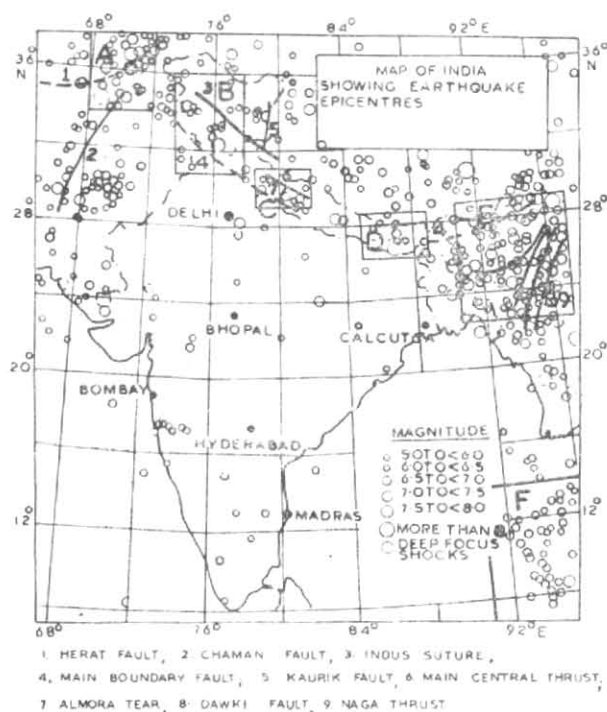 68° 76° 84° 92°E
36°
N
36°
N
MAP OF INDIA
SHOWING EARTHQUAKE
EPICENTRES
A
1
2
3
B
5
4
7
DELHI
28°
28°
BHOPAL
CALCUTTA
20°
20°
BOMBAY
HYDERABAD
MADRAS
12°
12°
F
MAGNITUDE
5.0 TO < 6.0
6.0 TO < 6.5
6.5 TO < 7.0
7.0 TO < 7.5
7.5 TO < 8.0
MORE THAN 8
DEEP FOCUS
SHOCKS
68° 76° 92°E
1. HERAT FAULT, 2. CHAMAN FAULT, 3. INDUS SUTURE,
4, MAIN BOUNDARY FAULT, 5 KAURIK FAULT, 6. MAIN CENTRAL THRUST,
7 ALMORA TEAR, 8. DAWKI FAULT, 9. NAGA THRUST